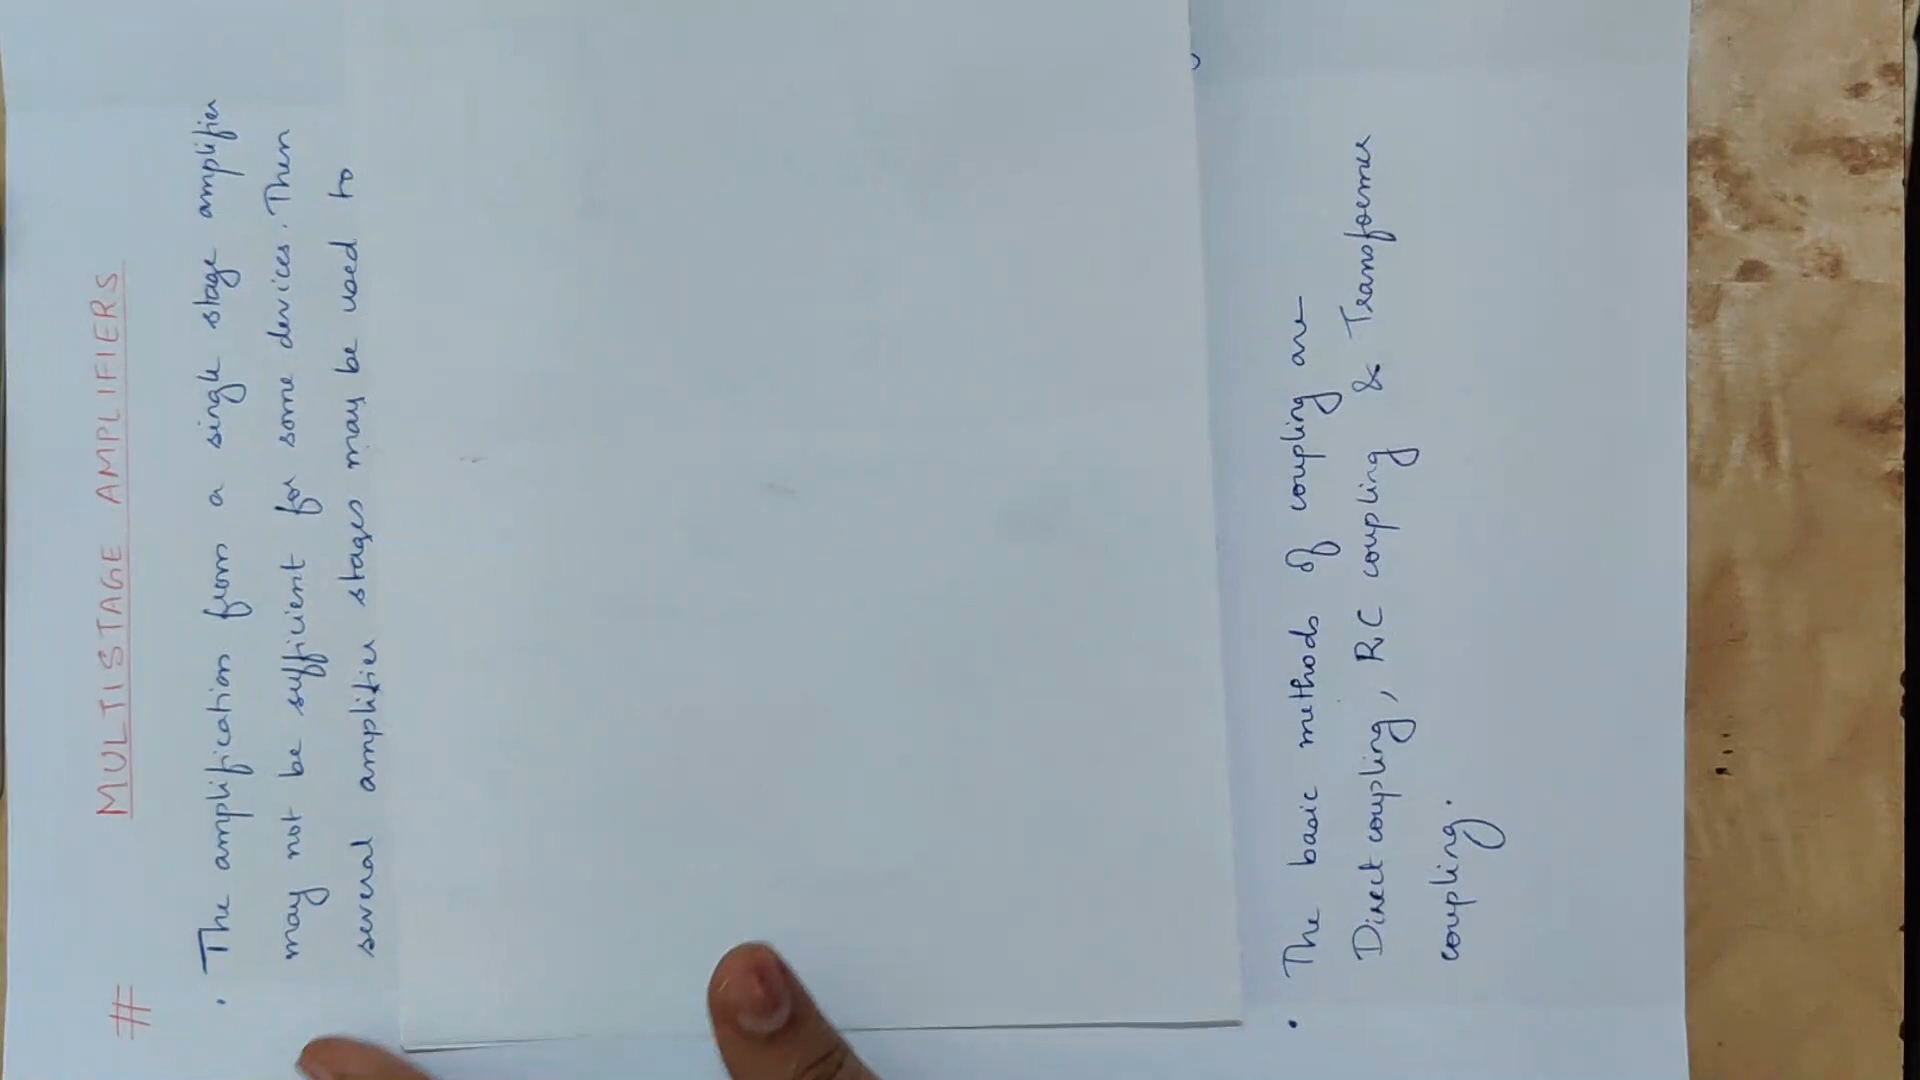 # MULTISTAGE AMPLIFIERS
• The amplification from a single stage amplifier
may not be sufficient for some devices. Then
several amplifier stages may be used to
• The basic methods of coupling are
Direct coupling, RC coupling & Transformer
coupling.